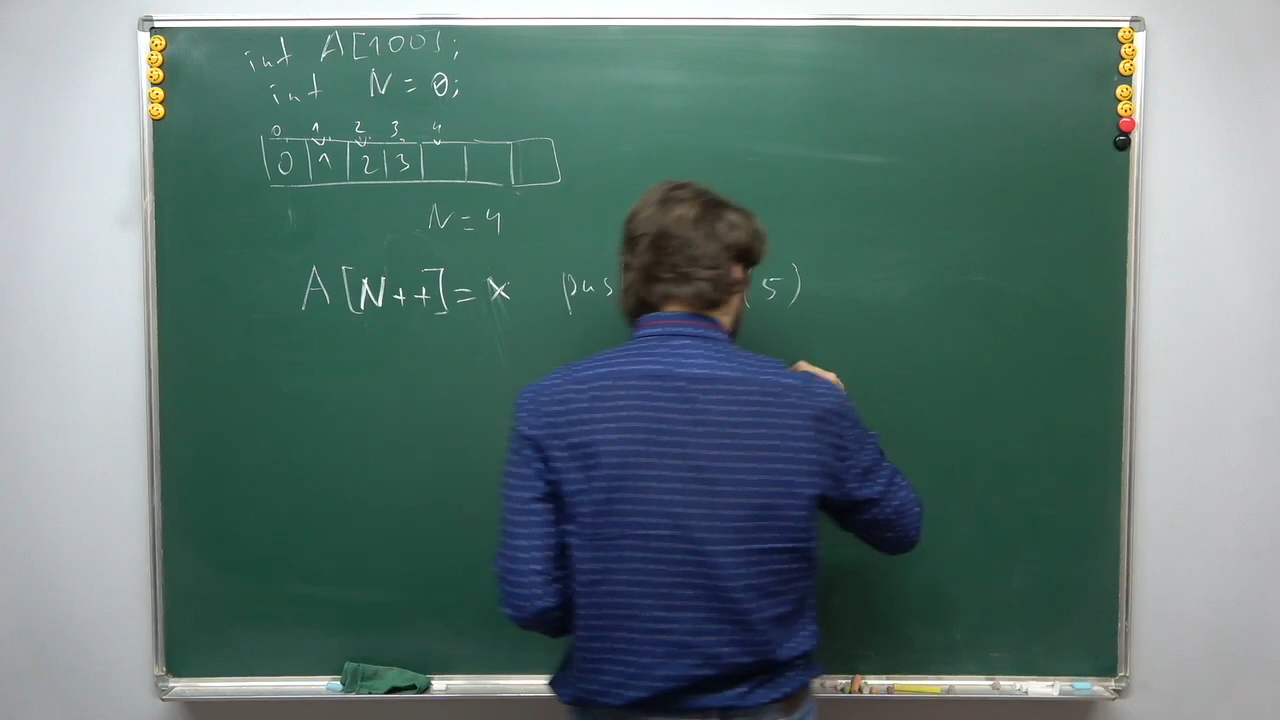 int A[100];
int N = 0;
0 1 2 3 4
0 1 2 3
N = 4
A[N++] = x pus (5)